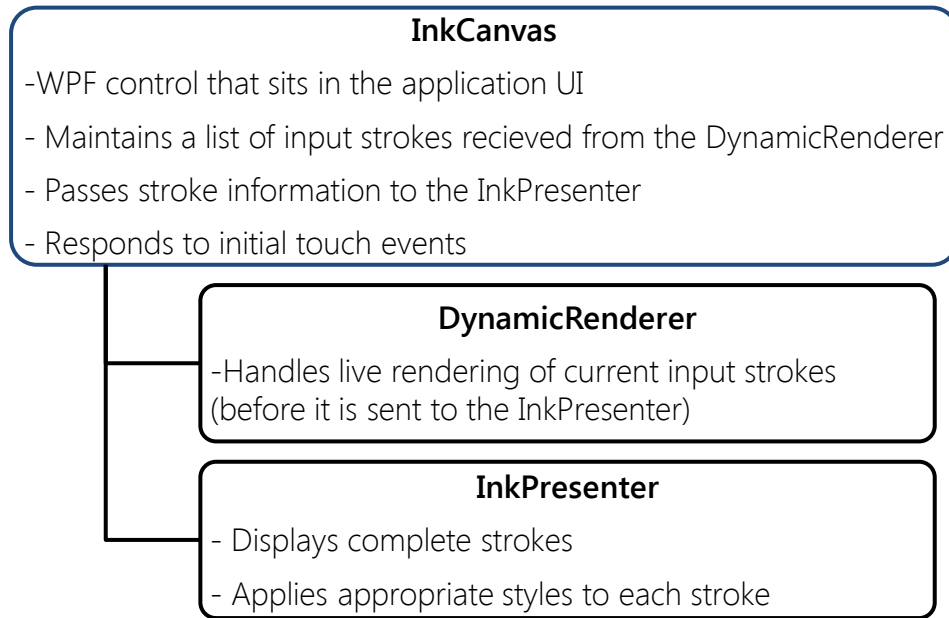 InkCanvas
-WPF control that sits in the application UI
- Maintains a list of input strokes recieved from the DynamicRenderer
- Passes stroke information to the InkPresenter
- Responds to initial touch events
DynamicRenderer
-Handles live rendering of current input strokes
(before it is sent to the InkPresenter)
InkPresenter
- Displays complete strokes
- Applies appropriate styles to each stroke